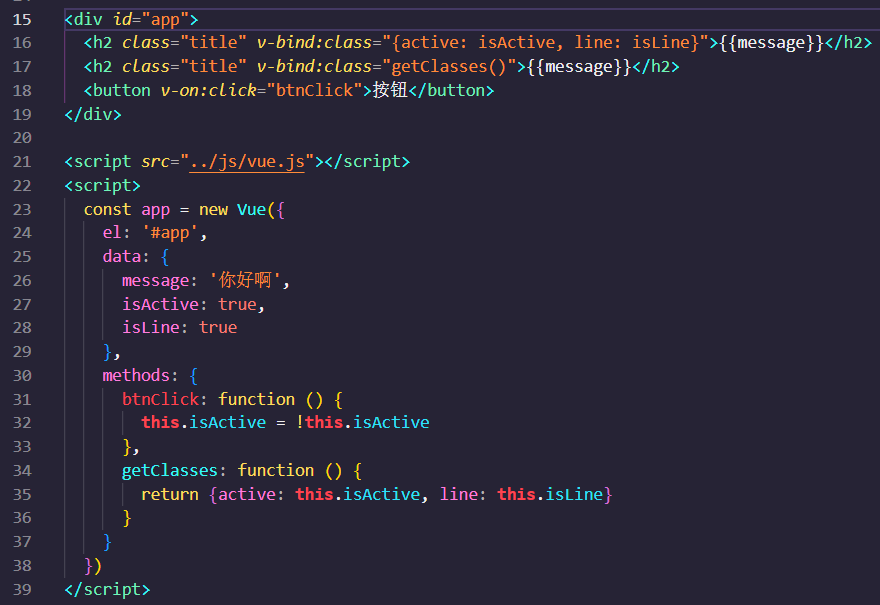 15 <div id="app">
16 <h2 class="title" v-bind:class="{active: isActive, line: isLine}">{{message}}</h2>
17 <h2 class="title" v-bind:class="getClasses()">{{message}}</h2>
18 <button v-on:click="btnClick">按钮</button>
19 </div>
20
21 <script src="../js/vue.js"></script>
22 <script>
23 const app = new Vue({
24 el: '#app',
25 data: {
26 message: '你好啊',
27 isActive: true,
28 isLine: true
29 },
30 methods: {
31 btnClick: function () {
32 this.isActive = !this.isActive
33 },
34 getClasses: function () {
35 return {active: this.isActive, line: this.isLine}
36 }
37 }
38 })
39 </script>